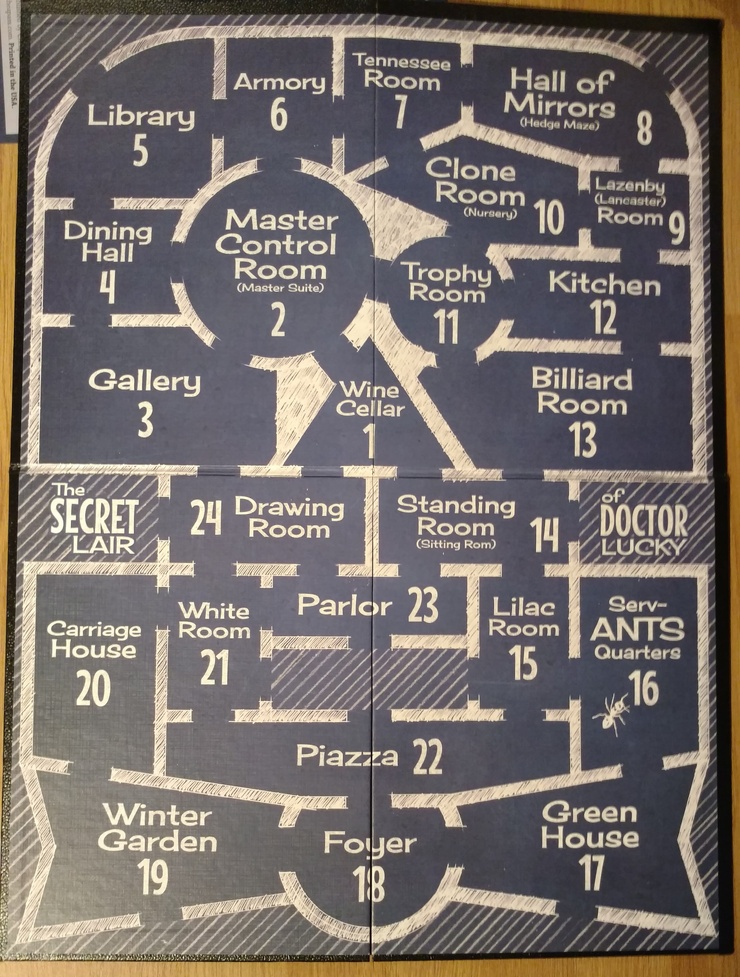 Printed in the USA.
Library
5
Armory
6
Tennessee
Room
7
Hall of
Mirrors
(Hedge Maze)
8
Dining
Hall
4
Master
Control
Room
(Master Suite)
2
Clone
Room
(Nursery)
10
Lazenby
(Lancaster)
Room
9
Trophy
Room
11
Kitchen
12
Gallery
3
Wine
Cellar
1
Billiard
Room
13
The
SECRET
LAIR
24 Drawing
Room
Standing
Room
(Sitting Rom)
14
of
DOCTOR
LUCKY
Carriage
House
20
White
Room
21
Parlor 23
Lilac
Room
15
Serv-
ANTS
Quarters
16
Piazza 22
Winter
Garden
19
Foyer
18
Green
House
17